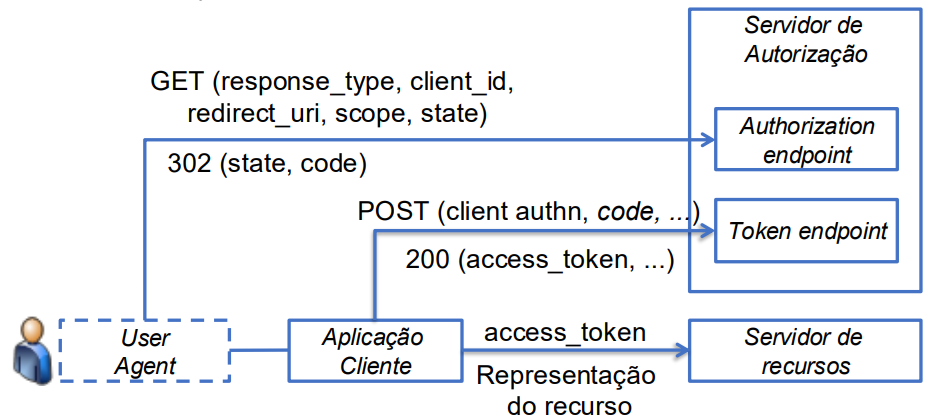 Servidor de
Autorização
GET (response_type, client_id,
redirect_uri, scope, state)
Authorization
endpoint
302 (state, code)
POST (client authn, code, ...)
Token endpoint
200 (access_token, ...)
User
Agent
Aplicação
Cliente
access_token
Servidor de
recursos
Representação
do recurso